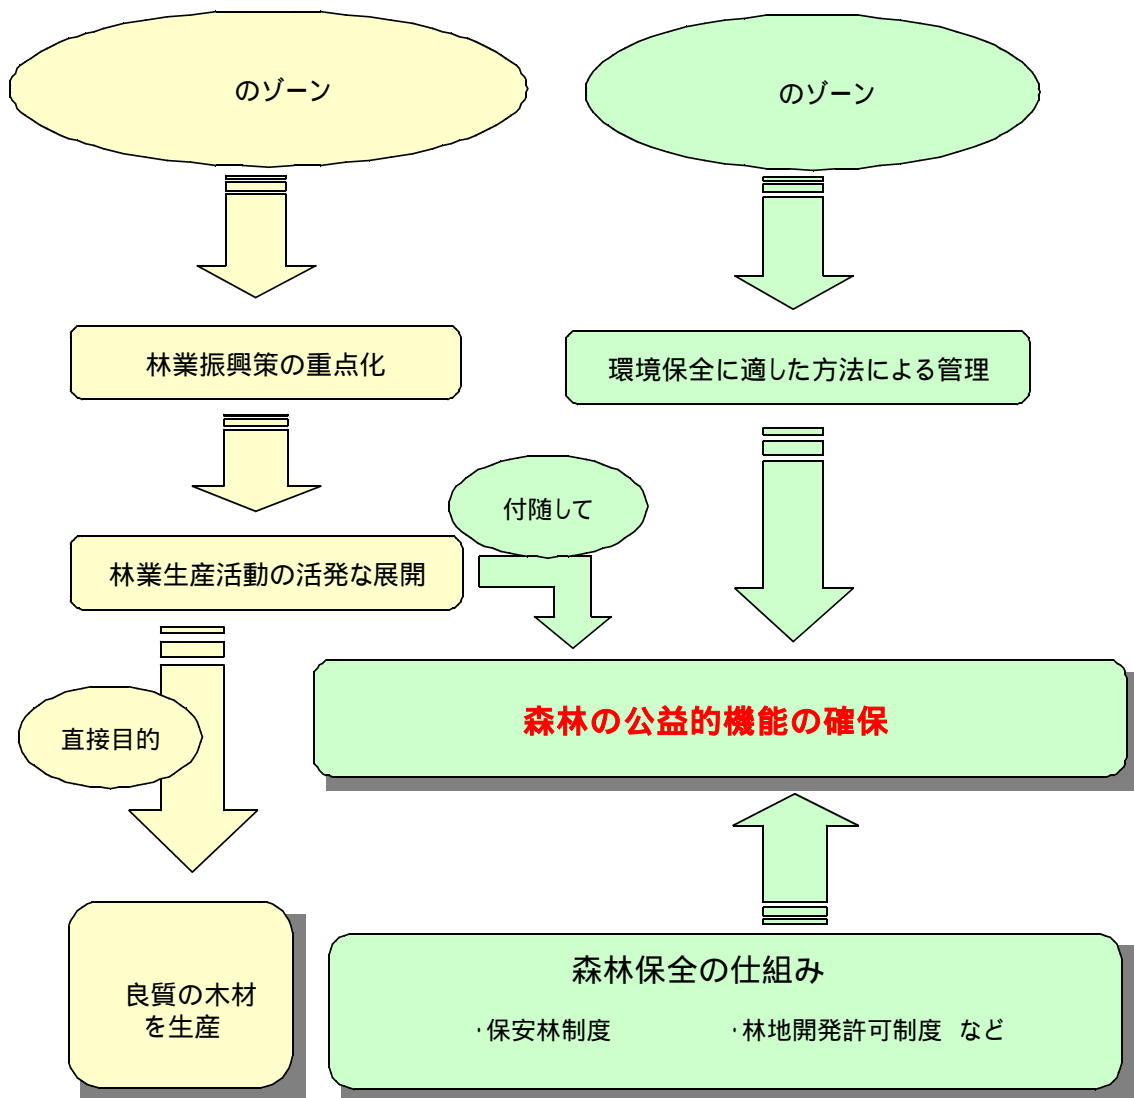 のゾーン
のゾーン
林業振興策の重点化
環境保全に適した方法による管理
付随して
林業生産活動の活発な展開
直接目的
森林の公益的機能の確保
良質の木材
を生産
森林保全の仕組み
・保安林制度 ・林地開発許可制度 など